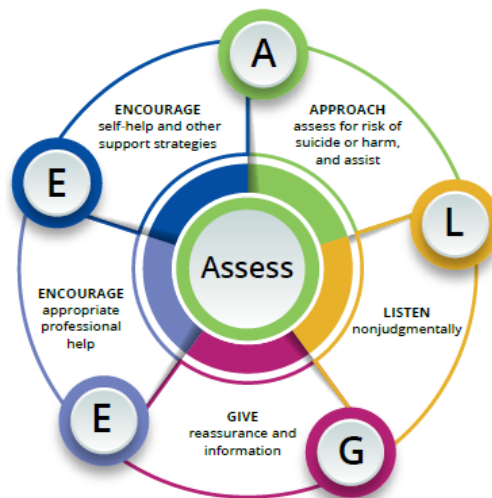 A
APPROACH
assess for risk of
suicide or harm,
and assist
L
LISTEN
nonjudgmentally
G
GIVE
reassurance and
information
E
ENCOURAGE
appropriate
professional
help
E
ENCOURAGE
self-help and other
support strategies
Assess